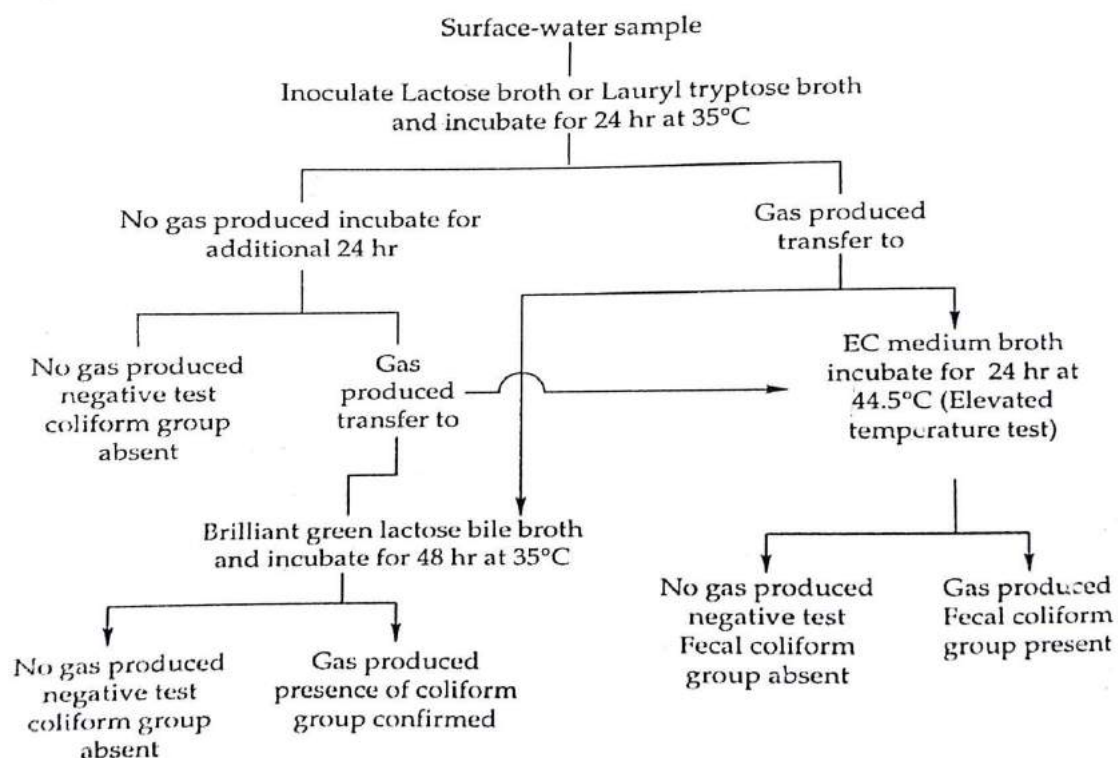 Surface-water sample
Inoculate Lactose broth or Lauryl tryptose broth
and incubate for 24 hr at 35°C
No gas produced incubate for
additional 24 hr
Gas produced
transfer to
No gas produced
negative test
coliform group
absent
Gas
produced
transfer to
EC medium broth
incubate for 24 hr at
44.5°C (Elevated
temperature test)
Brilliant green lactose bile broth
and incubate for 48 hr at 35°C
No gas produced
negative test
Fecal coliform
group absent
Gas produced
Fecal coliform
group present
No gas produced
negative test
coliform group
absent
Gas produced
presence of coliform
group confirmed